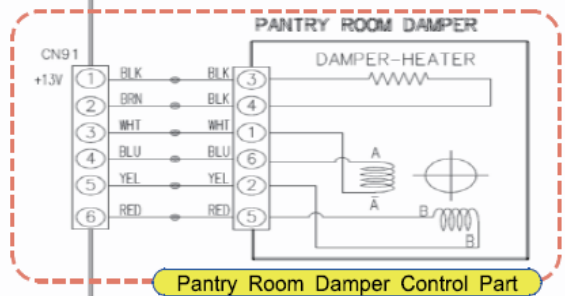 PANTRY ROOM DAMPER
CN91
DAMPER-HEATER
+13V 1 BLK BLK 3
2 BRN BLK 4
3 WHT WHT 1
4 BLU BLU 6 A
5 YEL YEL 2 Ā
6 RED RED 5 B
B̄
Pantry Room Damper Control Part